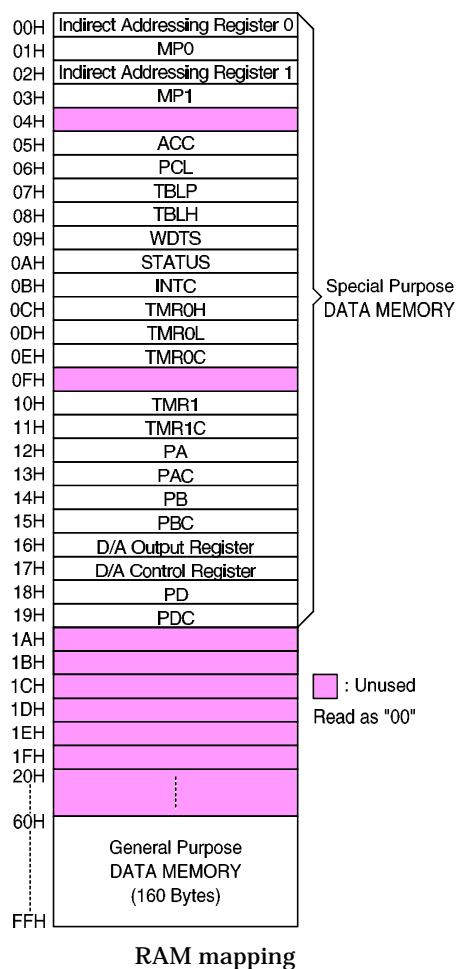 00H Indirect Addressing Register 0
01H MP0
02H Indirect Addressing Register 1
03H MP1
04H
05H ACC
06H PCL
07H TBLP
08H TBLH
09H WDTS
0AH STATUS
0BH INTC
0CH TMR0H
0DH TMR0L
0EH TMR0C
0FH
10H TMR1
11H TMR1C
12H PA
13H PAC
14H PB
15H PBC
16H D/A Output Register
17H D/A Control Register
18H PD
19H PDC
Special Purpose
DATA MEMORY
1AH
1BH
1CH
1DH
1EH
1FH
20H
: Unused
Read as "00"
60H
General Purpose
DATA MEMORY
(160 Bytes)
FFH
RAM mapping